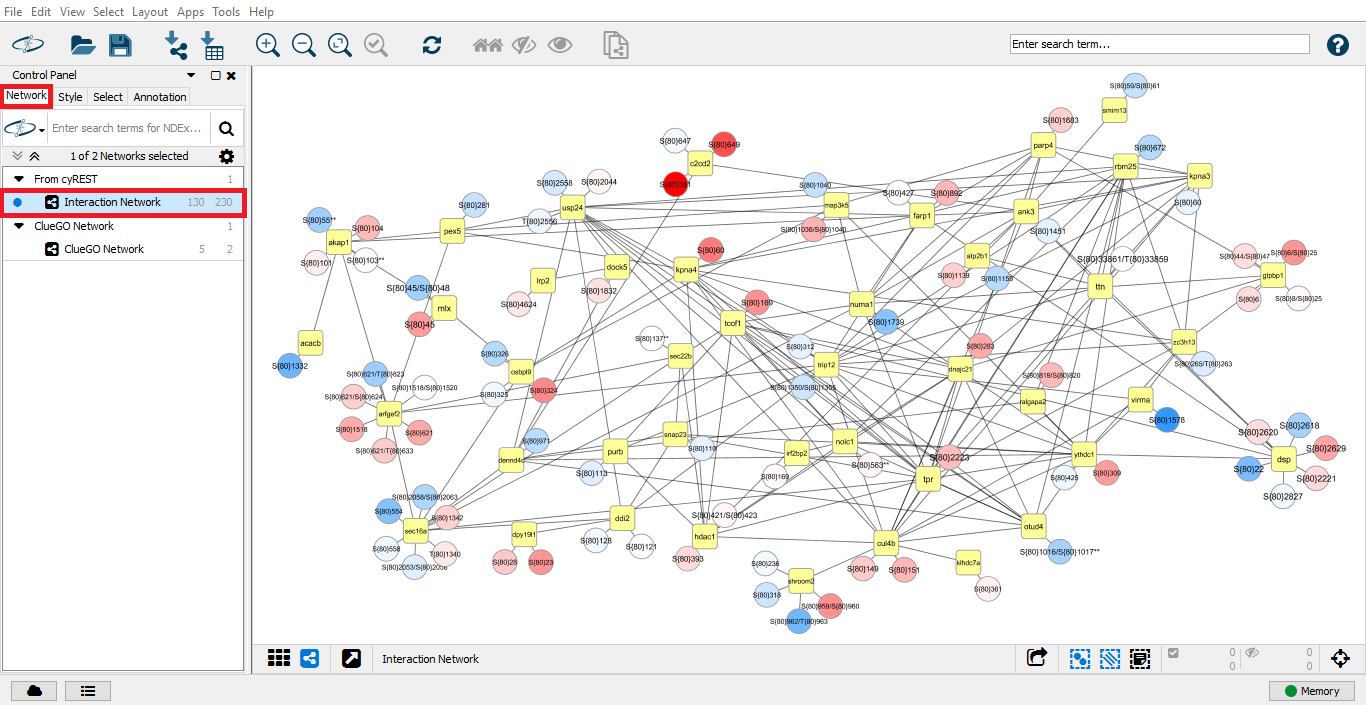 File Edit View Select Layout Apps Tools Help
Enter search term...
Control Panel
Network Style Select Annotation
Enter search terms for NDEx...
1 of 2 Networks selected
From cyREST 1
Interaction Network 130 230
ClueGO Network 1
ClueGO Network 5 2
S{80}59/S{80}61
smim13
S{80}1683
S{80}647
S{80}649
parp4
S{80}672
c2cd2
rbm25
kpna3
S{80}2558
S{80}2044
S{80}1040
S{80}427
S{80}892
S{80}60
S{80}281
usp24
map3k5
farp1
ank3
S{80}55**
S{80}104
T{80}2556
S{80}1036/S{80}1040
S{80}1451
akap1
pex5
S{80}60
atp2b1
S{80}33861/T{80}33859
S{80}44/S{80}47
S{80}6/S{80}25
S{80}101
S{80}103**
dock5
kpna4
S{80}1139
S{80}1155
gtpbp1
lrp2
S{80}45/S{80}48
S{80}1832
ttn
S{80}6
S{80}8/S{80}25
S{80}4624
S{80}169
numa1
mlx
S{80}45
tcof1
S{80}1739
acacb
S{80}137**
S{80}312
S{80}283
zc3h13
S{80}326
sec22b
trip12
dnajc21
S{80}265/T{80}263
S{80}1332
osbpl9
S{80}621/T{80}623
S{80}819/S{80}820
S{80}1518/S{80}1520
S{80}324
S{80}621/S{80}624
S{80}325
ralgapa2
virma
arfgef2
S{80}1578
S{80}1518
S{80}621
S{80}971
snap23
nolc1
S{80}2620
S{80}2618
S{80}621/T{80}633
purb
S{80}110
irf2bp2
S{80}2223
ythdc1
S{80}2629
dennd4c
S{80}563**
dsp
S{80}113
S{80}169
tpr
S{80}425
S{80}309
S{80}22
S{80}2221
S{80}2058/S{80}2063
S{80}2827
S{80}554
S{80}1342
ddi2
S{80}421/S{80}423
sec16a
otud4
dpy19l1
hdac1
S{80}558
S{80}128
S{80}121
cul4b
T{80}1340
S{80}1016/S{80}1017**
S{80}28
S{80}23
S{80}393
S{80}236
klhdc7a
S{80}149
S{80}151
shroom2
S{80}361
S{80}318
S{80}959/S{80}960
S{80}962/T{80}963
Interaction Network
0 0
0 0
Memory